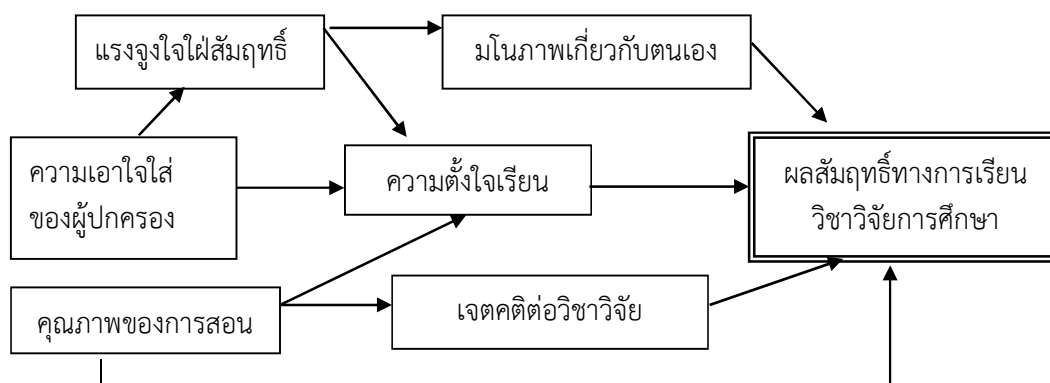 แรงจูงใจใฝ่สัมฤทธิ์
มโนภาพเกี่ยวกับตนเอง
ความเอาใจใส่
ของผู้ปกครอง
ความตั้งใจเรียน
ผลสัมฤทธิ์ทางการเรียน
วิชาวิจัยการศึกษา
คุณภาพของการสอน
เจตคติต่อวิชาวิจัย